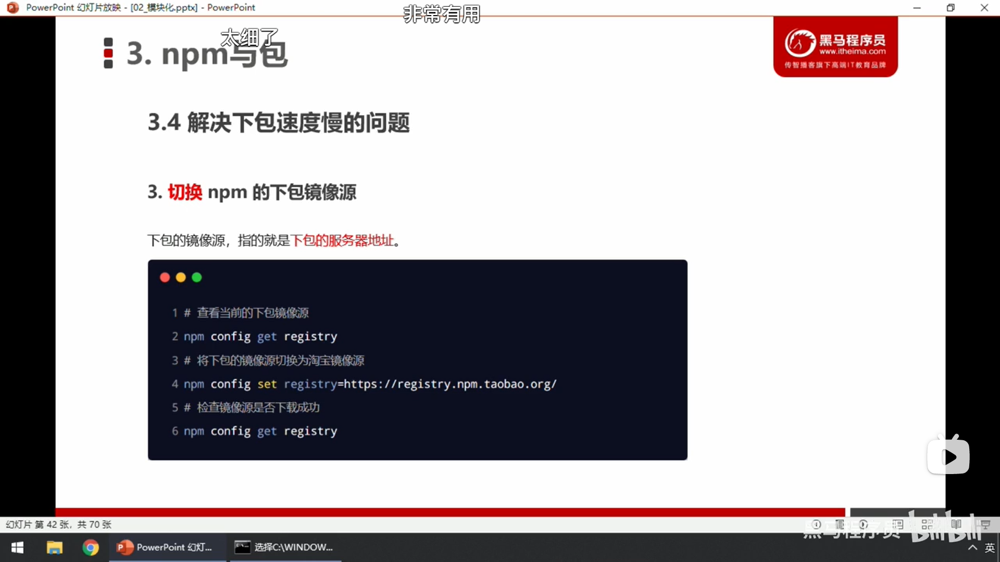 PowerPoint 幻灯片放映 - [02_模块化.pptx] - PowerPoint
非常有用
太细了
3. npm与包
黑马程序员
www.itheima.com
传智播客旗下高端IT教育品牌
3.4 解决下包速度慢的问题
3. 切换 npm 的下包镜像源
下包的镜像源，指的就是下包的服务器地址。
1 # 查看当前的下包镜像源
2 npm config get registry
3 # 将下包的镜像源切换为淘宝镜像源
4 npm config set registry=https://registry.npm.taobao.org/
5 # 检查镜像源是否下载成功
6 npm config get registry
幻灯片 第 42 张，共 70 张
黑马程序员 bilibili
PowerPoint 幻灯...
选择C:\WINDOW...
英